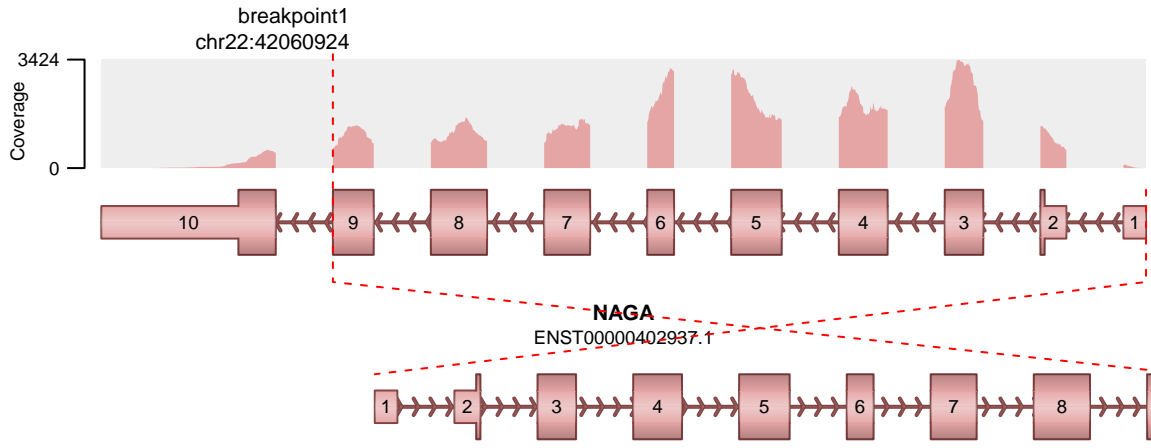 breakpoint1
chr22:42060924
3424
Coverage
0
10 9 8 7 6 5 4 3 2 1
NAGA
ENST00000402937.1
1 2 3 4 5 6 7 8